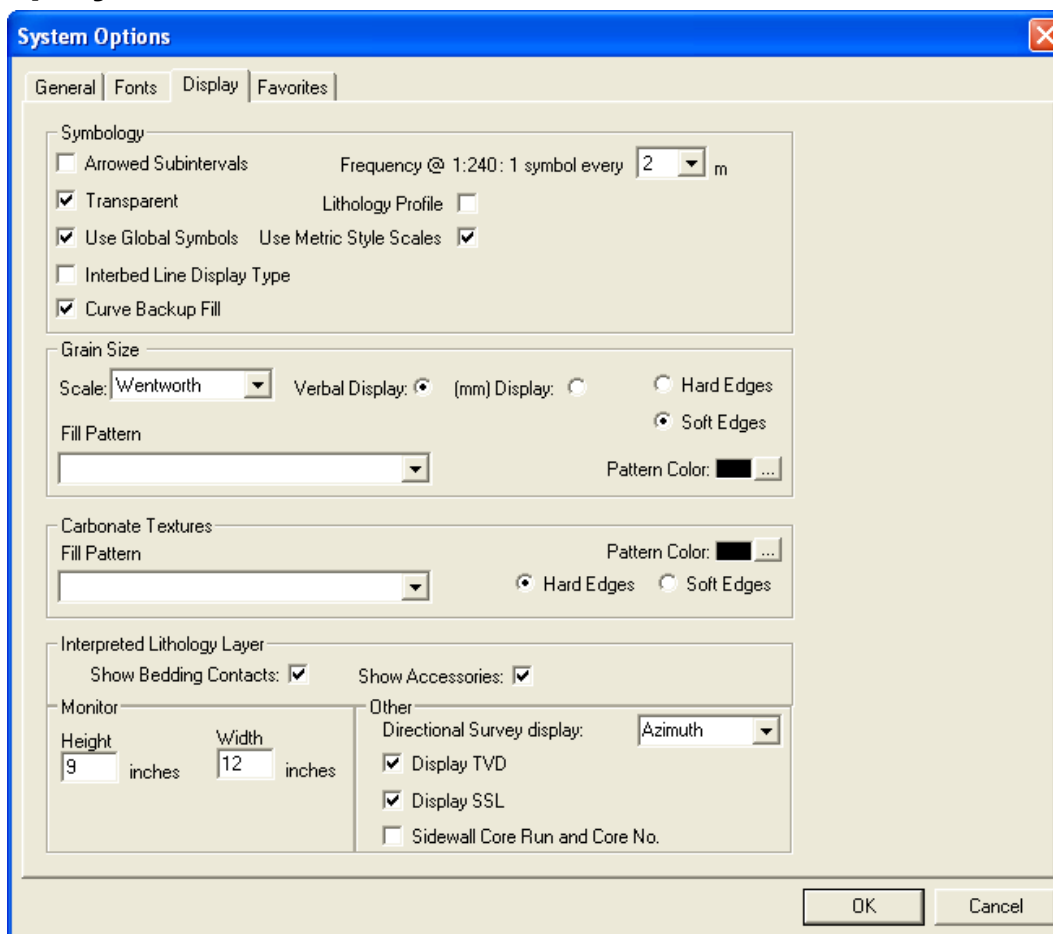 System Options
General Fonts Display Favorites
Symbology
Arrowed Subintervals Frequency @ 1:240: 1 symbol every 2 m
Transparent Lithology Profile
Use Global Symbols Use Metric Style Scales
Interbed Line Display Type
Curve Backup Fill
Grain Size
Scale: Wentworth Verbal Display: (mm) Display: Hard Edges
Soft Edges
Fill Pattern
Pattern Color: ...
Carbonate Textures
Fill Pattern Pattern Color: ...
Hard Edges Soft Edges
Interpreted Lithology Layer
Show Bedding Contacts: Show Accessories:
Monitor
Height Width
9 inches 12 inches
Other
Directional Survey display: Azimuth
Display TVD
Display SSL
Sidewall Core Run and Core No.
OK Cancel